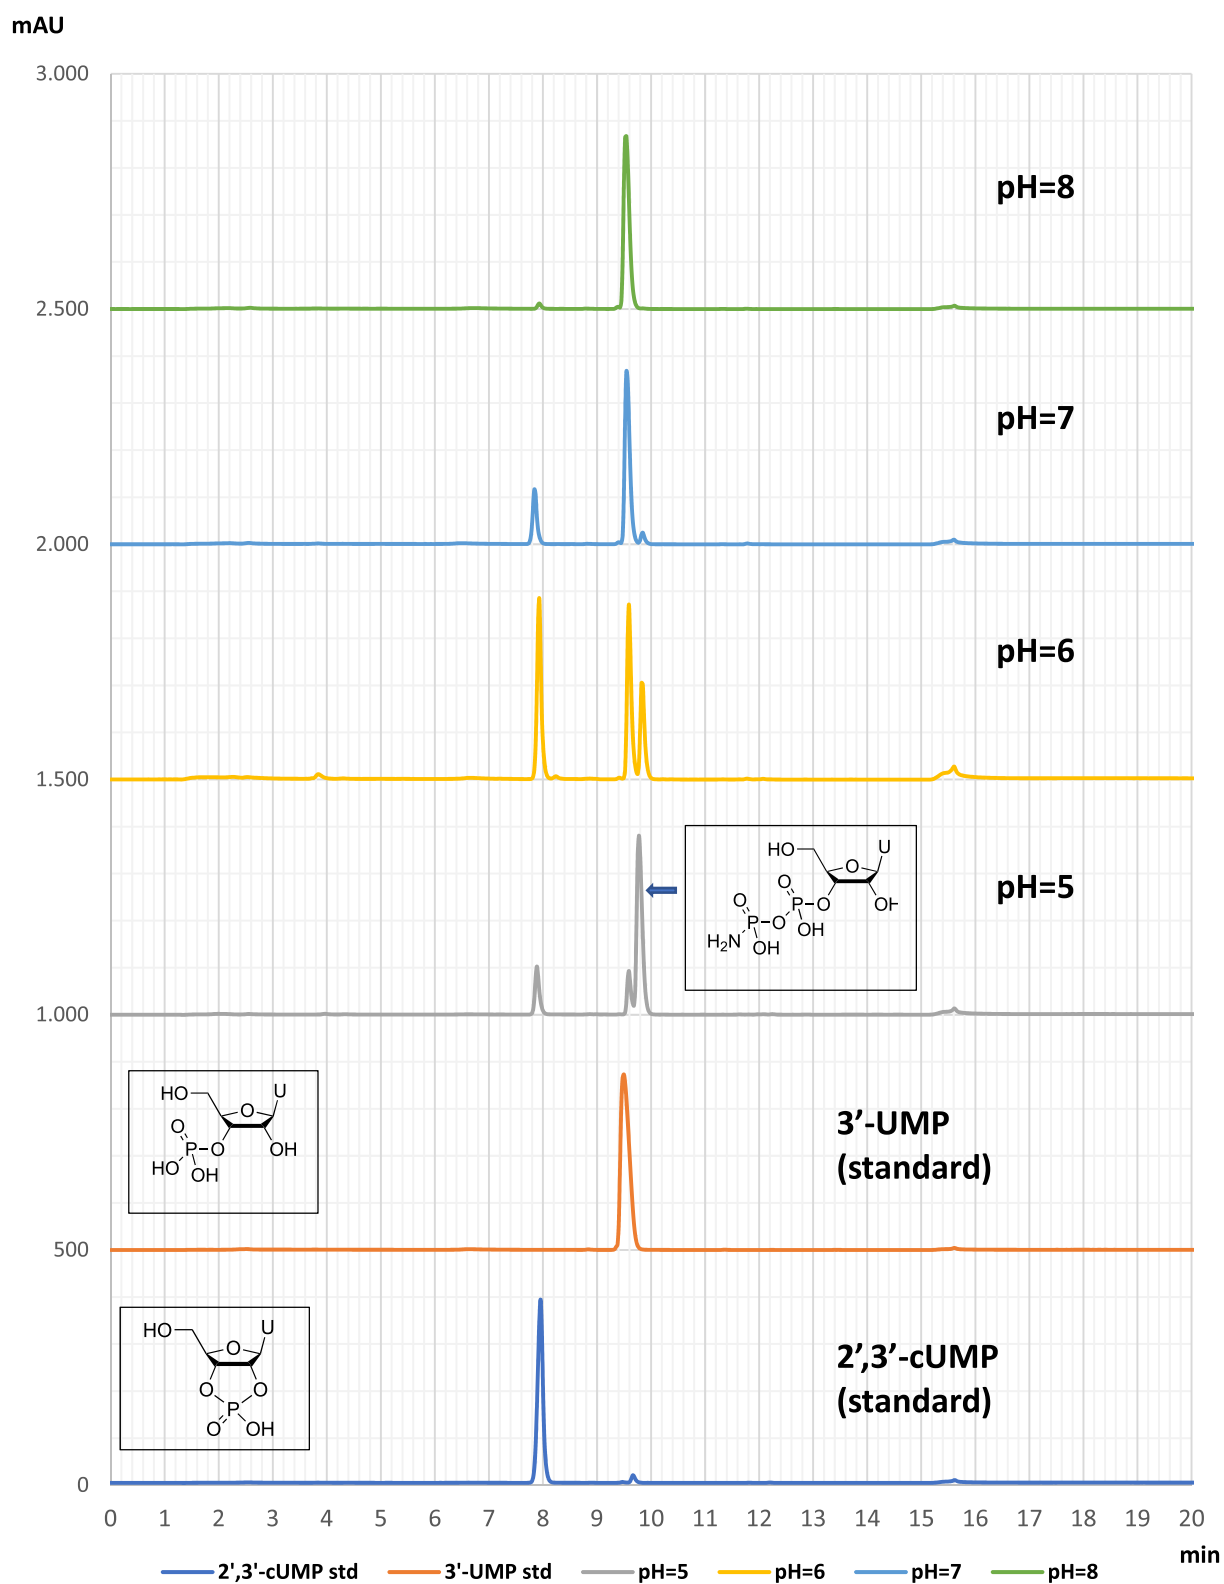 mAU
3.000
pH=8
2.500
pH=7
2.000
pH=6
1.500
HO
U
O
O
O
P
O
OH
P
O
OH
H₂N
OH
pH=5
1.000
HO
U
O
O
P
O
OH
HO
OH
3’-UMP
(standard)
500
HO
U
O
O
O
P
O
OH
2’,3’-cUMP
(standard)
0
0 1 2 3 4 5 6 7 8 9 10 11 12 13 14 15 16 17 18 19 20
min
2',3'-cUMP std 3'-UMP std pH=5 pH=6 pH=7 pH=8